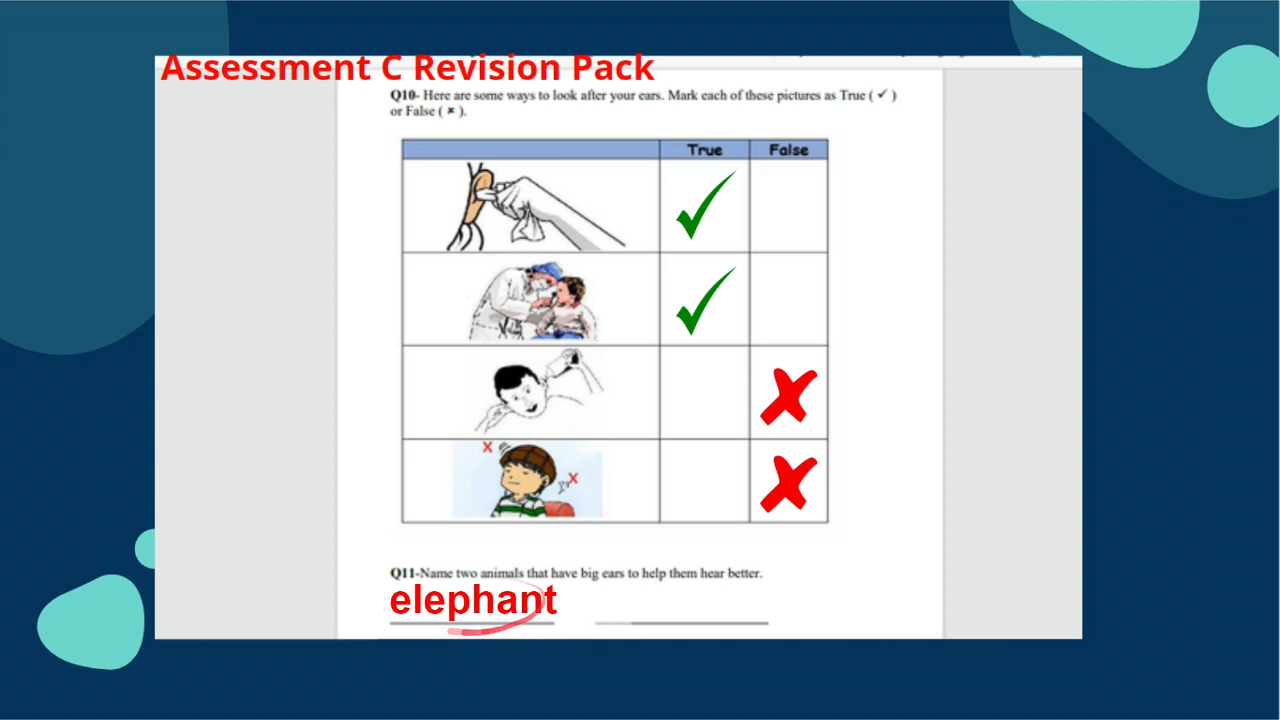 Assessment C Revision Pack
Q10- Here are some ways to look after your ears. Mark each of these pictures as True ( ✓ )
or False ( ✖ ).
True False
✓
✓
✗
X
X
✗
Q11-Name two animals that have big ears to help them hear better.
elephant